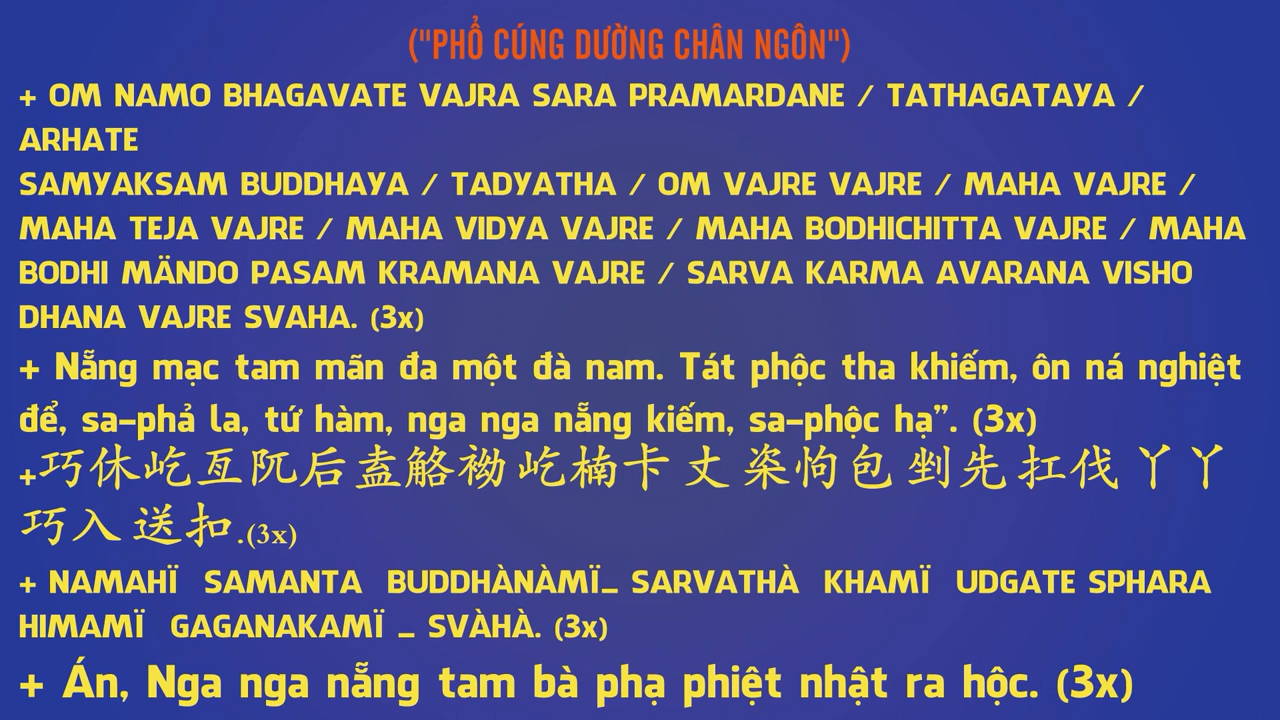 ("PHỔ CÚNG DƯỜNG CHÂN NGÔN")
+ OM NAMO BHAGAVATE VAJRA SARA PRAMARDANE / TATHAGATAYA /
ARHATE
SAMYAKSAM BUDDHAYA / TADYATHA / OM VAJRE VAJRE / MAHA VAJRE /
MAHA TEJA VAJRE / MAHA VIDYA VAJRE / MAHA BODHICHITTA VAJRE / MAHA
BODHI MÄNDO PASAM KRAMANA VAJRE / SARVA KARMA AVARANA VISHO
DHANA VAJRE SVAHA. (3x)
+ Nẵng mạc tam mãn đa một đà nam. Tát phộc tha khiếm, ôn ná nghiệt
để, sa-phả la, tứ hàm, nga nga nẵng kiếm, sa-phộc hạ”. (3x)
+巧休屹亙阢后盍觡袎屹楠卡丈 栥怐包 剉先 扛伐 丫丫
巧入 送扣.(3x)
+ NAMAHÏ SAMANTA BUDDHÀNÀMÏ_ SARVATHÀ KHAMÏ UDGATE SPHARA
HIMAMÏ GAGANAKAMÏ _ SVÀHÀ. (3x)
+ Án, Nga nga nẵng tam bà phạ phiệt nhật ra hộc. (3x)